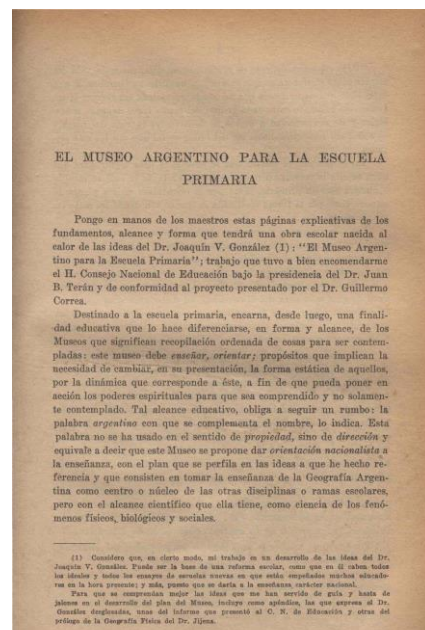 EL MUSEO ARGENTINO PARA LA ESCUELA
PRIMARIA
Pongo en manos de los maestros estas páginas explicativas de los
fundamentos, alcance y forma que tendrá una obra escolar nacida al
calor de las ideas del Dr. Joaquín V. González (1): "El Museo Argen-
tino para la Escuela Primaria"; trabajo que tuvo a bien encomendarme
el H. Consejo Nacional de Educación bajo la presidencia del Dr. Juan
B. Terán y de conformidad al proyecto presentado por el Dr. Guillermo
Correa.
Destinado a la escuela primaria, encarna, desde luego, una finali-
dad educativa que lo hace diferenciarse, en forma y alcance, de los
Museos que significan recopilación ordenada de cosas para ser contem-
pladas: este museo debe enseñar, orientar; propósitos que implican la
necesidad de cambiar, en su presentación, la forma estática de aquellos,
por la dinámica que corresponde a éste, a fin de que pueda poner en
acción los poderes espirituales para que sea comprendido y no solamen-
te contemplado. Tal alcance educativo, obliga a seguir un rumbo: la
palabra argentino con que se complementa el nombre, lo indica. Esta
palabra no se ha usado en el sentido de propiedad, sino de dirección y
equivale a decir que este Museo se propone dar orientación nacionalista a
la enseñanza, con el plan que se perfila en las ideas a que he hecho re-
ferencia y que consisten en tomar la enseñanza de la Geografía Argen-
tina como centro o núcleo de las otras disciplinas o ramas escolares,
pero con el alcance científico que ella tiene, como ciencia de los fenó-
menos físicos, biológicos y sociales.
(1) Considero que, en cierto modo, mi trabajo es un desarrollo de las ideas del Dr.
Joaquín V. González. Puede ser la base de una reforma escolar, como que en él caben todos
los ideales y todos los ensayos de escuelas nuevas en que están empeñados muchos educado-
res en la hora presente; y más, puesto que se daría a la enseñanza carácter nacional.
Para que se comprendan mejor las ideas que me han servido de guía y hasta de
jalones en el desarrollo del plan del Museo, incluyo como apéndice, las que expresa el Dr.
González desglosadas, unas del informe que presentó al C. N. de Educación y otras del
prólogo de la Geografía Física del Dr. Jijena.